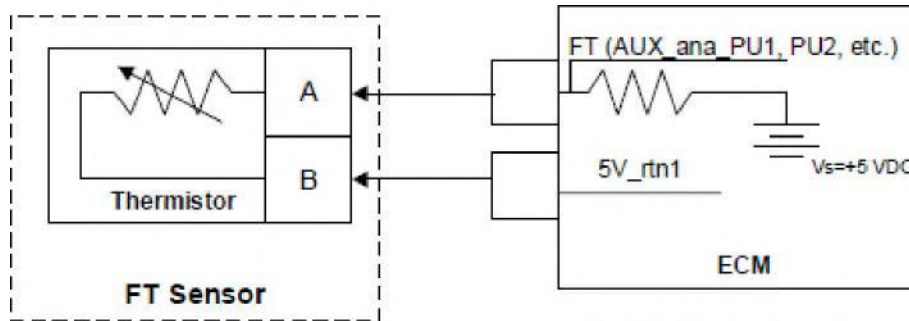 FT (AUX_ana_PU1, PU2, etc.)
A
B
Thermistor
5V_rtn1
Vs=+5 VDC
ECM
FT Sensor